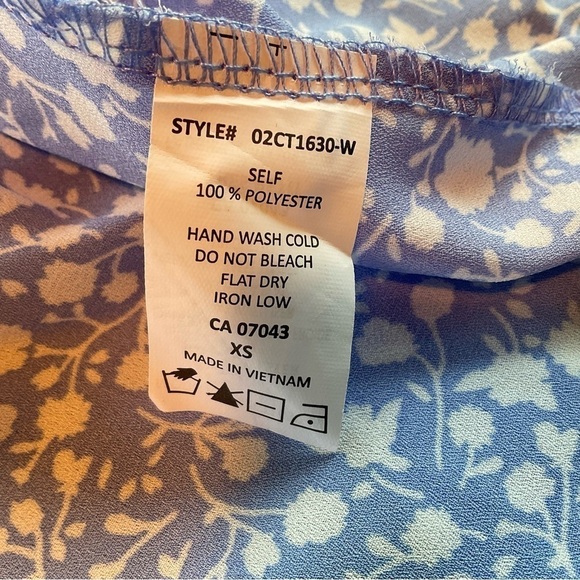 STYLE# 02CT1630-W
SELF
100 % POLYESTER
HAND WASH COLD
DO NOT BLEACH
FLAT DRY
IRON LOW
CA 07043
XS
MADE IN VIETNAM